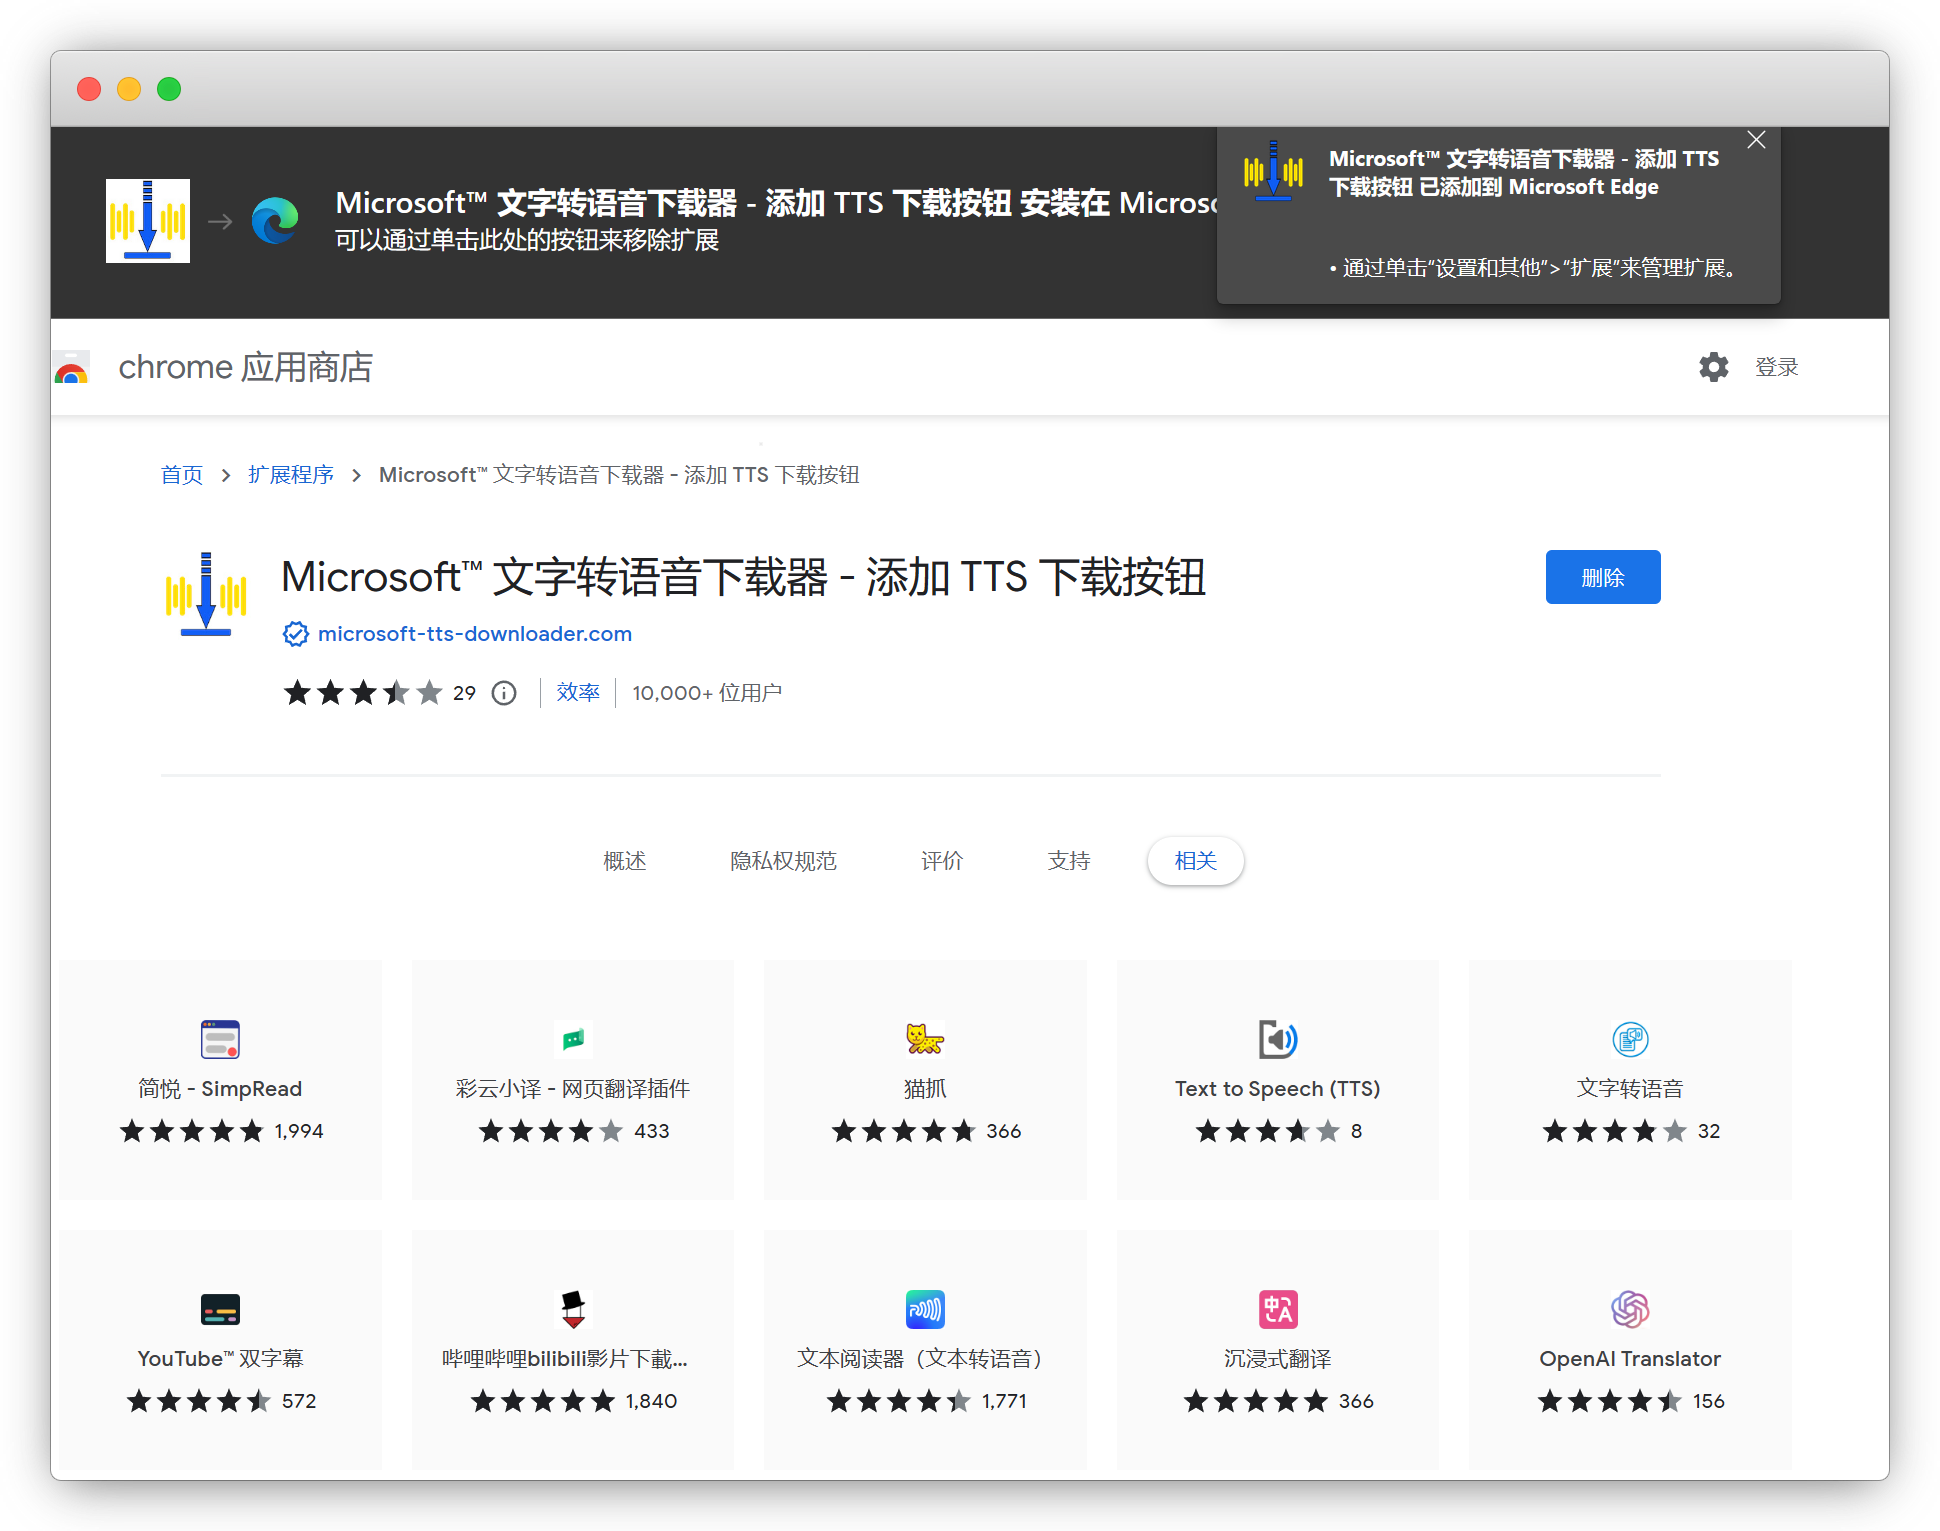 Microsoft™ 文字转语音下载器 - 添加 TTS 下载按钮 安装在 Microso
可以通过单击此处的按钮来移除扩展
Microsoft™ 文字转语音下载器 - 添加 TTS
下载按钮 已添加到 Microsoft Edge
• 通过单击“设置和其他”>“扩展”来管理扩展。
chrome 应用商店
登录
首页 > 扩展程序 > Microsoft™ 文字转语音下载器 - 添加 TTS 下载按钮
Microsoft™ 文字转语音下载器 - 添加 TTS 下载按钮
删除
microsoft-tts-downloader.com
29
效率
10,000+ 位用户
概述
隐私权规范
评价
支持
相关
简悦 - SimpRead
1,994
彩云小译 - 网页翻译插件
433
猫抓
366
Text to Speech (TTS)
8
文字转语音
32
YouTube™ 双字幕
572
哔哩哔哩bilibili影片下載...
1,840
文本阅读器（文本转语音）
1,771
中A
沉浸式翻译
366
OpenAI Translator
156